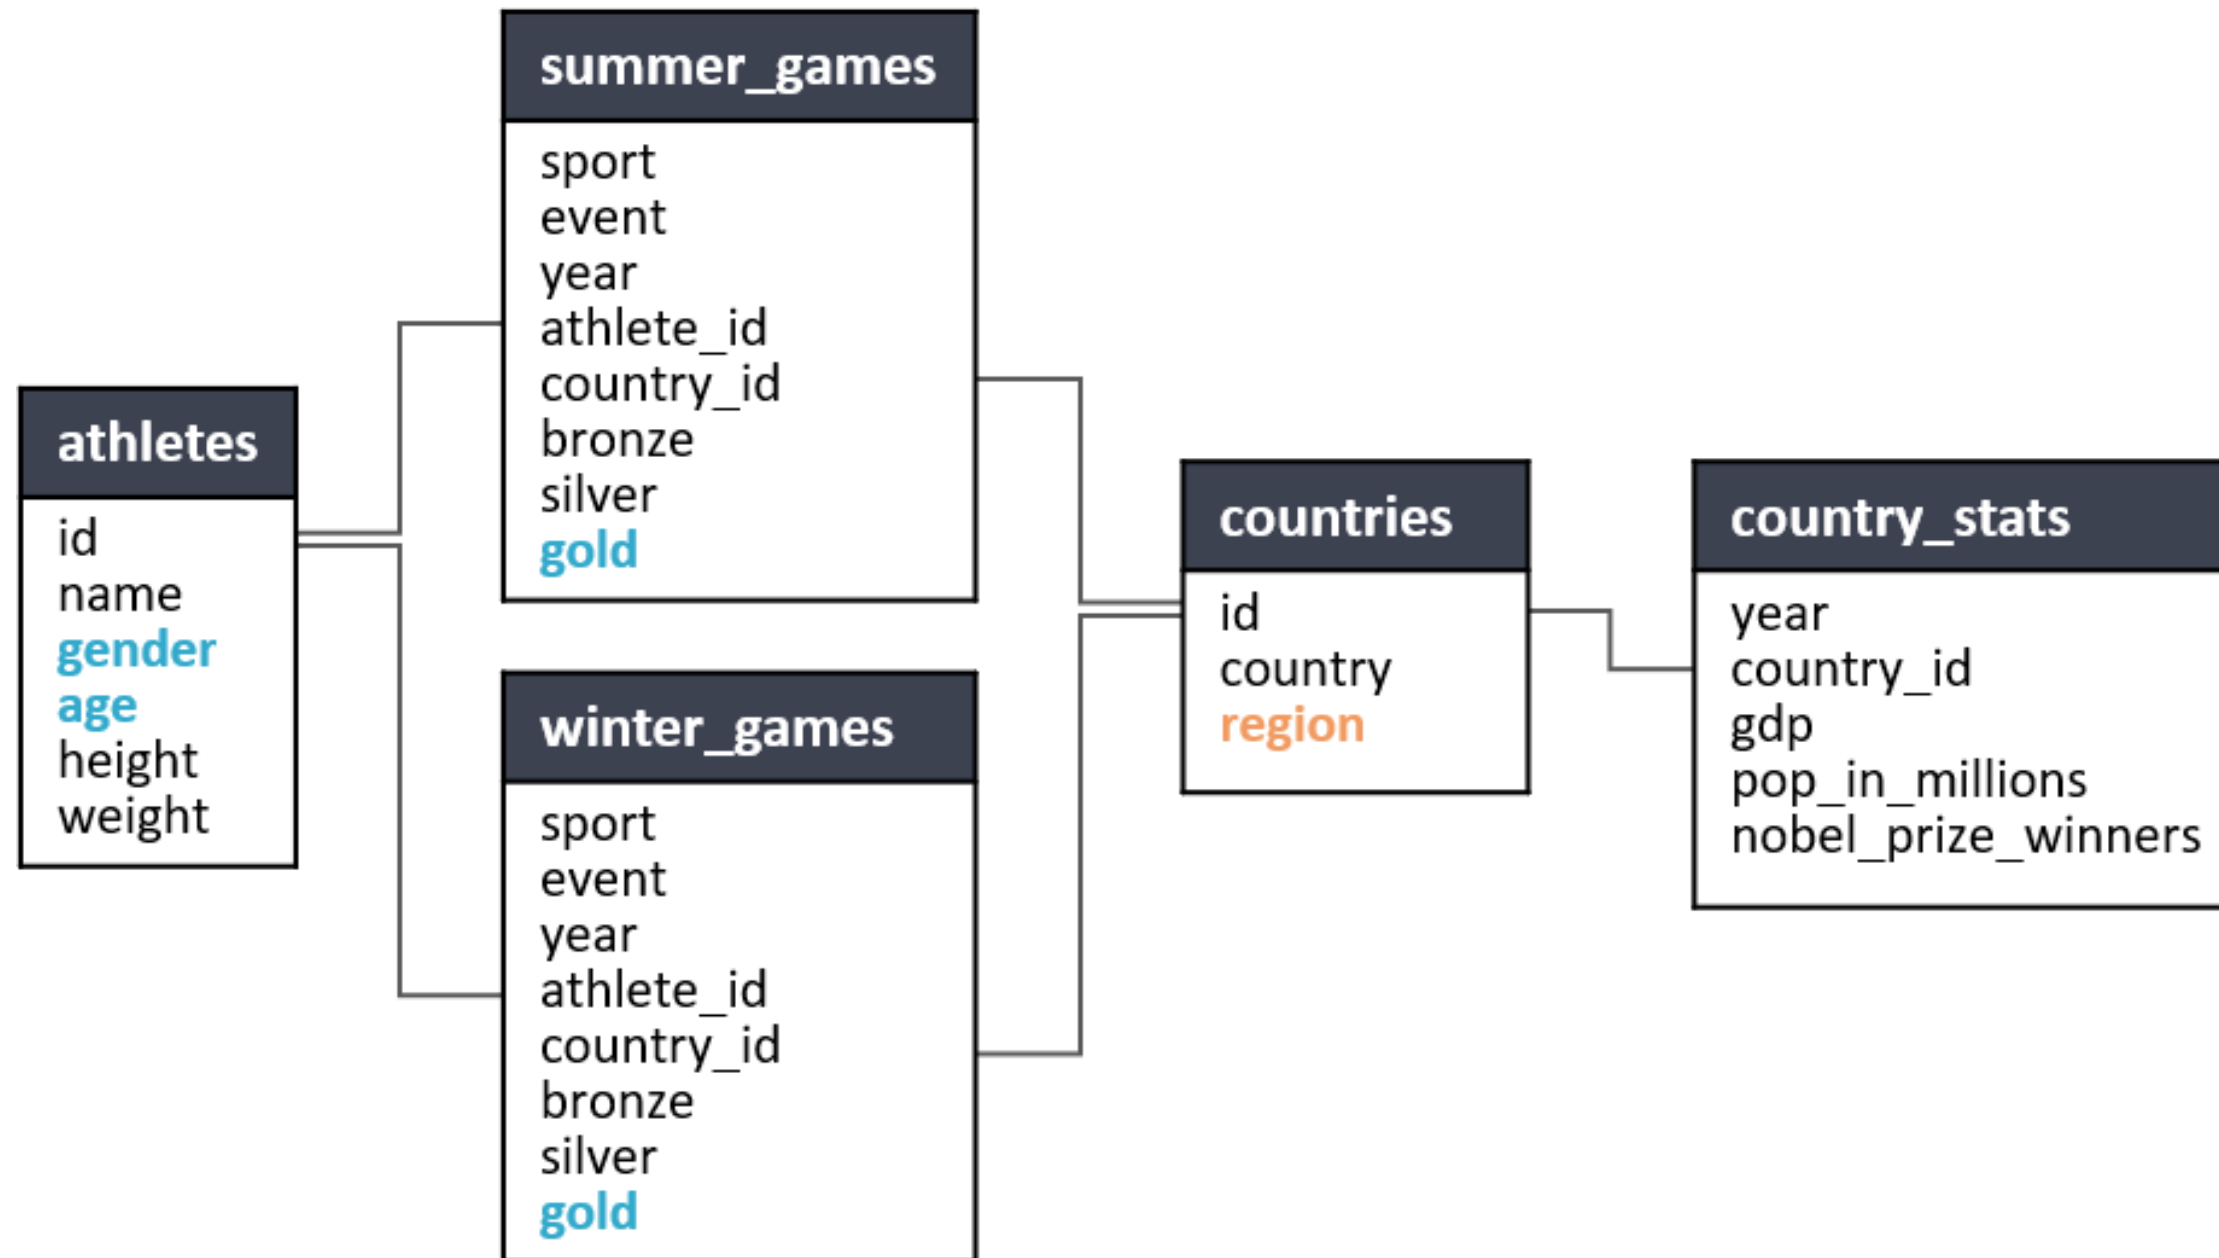 summer_games
sport
event
year
athlete_id
country_id
bronze
silver
gold
athletes
id
name
gender
age
height
weight
winter_games
sport
event
year
athlete_id
country_id
bronze
silver
gold
countries
id
country
region
country_stats
year
country_id
gdp
pop_in_millions
nobel_prize_winners